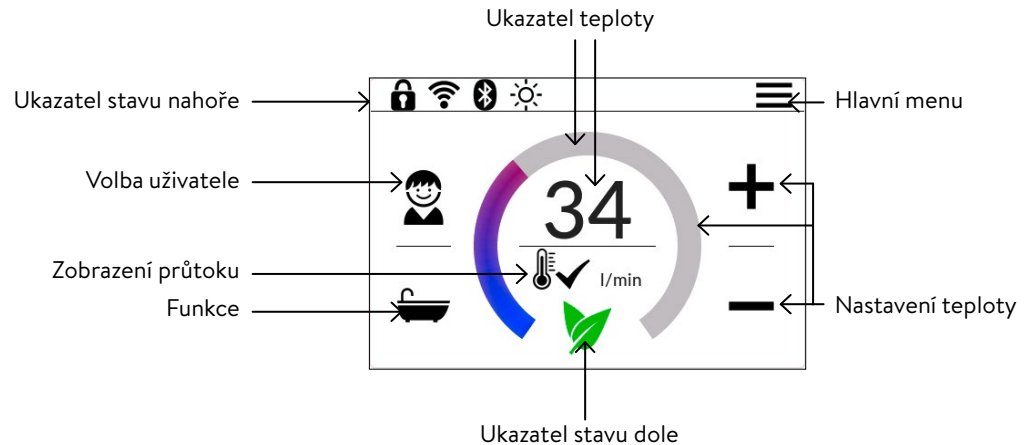 Ukazatel teploty
Ukazatel stavu nahoře
Hlavní menu
Volba uživatele
34
Zobrazení průtoku
l/min
Funkce
Nastavení teploty
Ukazatel stavu dole